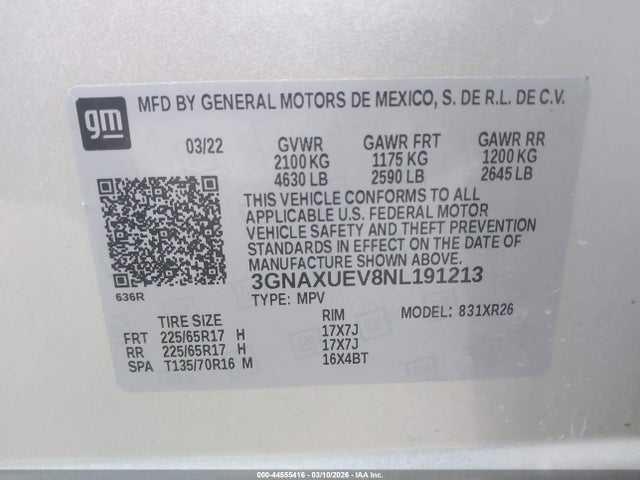 gm
MFD BY GENERAL MOTORS DE MEXICO, S. DE R.L. DE C.V.
03/22 GVWR GAWR FRT GAWR RR
2100 KG 1175 KG 1200 KG
4630 LB 2590 LB 2645 LB
THIS VEHICLE CONFORMS TO ALL
APPLICABLE U.S. FEDERAL MOTOR
VEHICLE SAFETY AND THEFT PREVENTION
STANDARDS IN EFFECT ON THE DATE OF
MANUFACTURE SHOWN ABOVE.
3GNAXUEV8NL191213
636R
TYPE: MPV
MODEL: 831XR26
TIRE SIZE RIM
FRT 225/65R17 H 17X7J
RR 225/65R17 H 17X7J
SPA T135/70R16 M 16X4BT
000-44555416 - 03/10/2026 - IAA Inc.